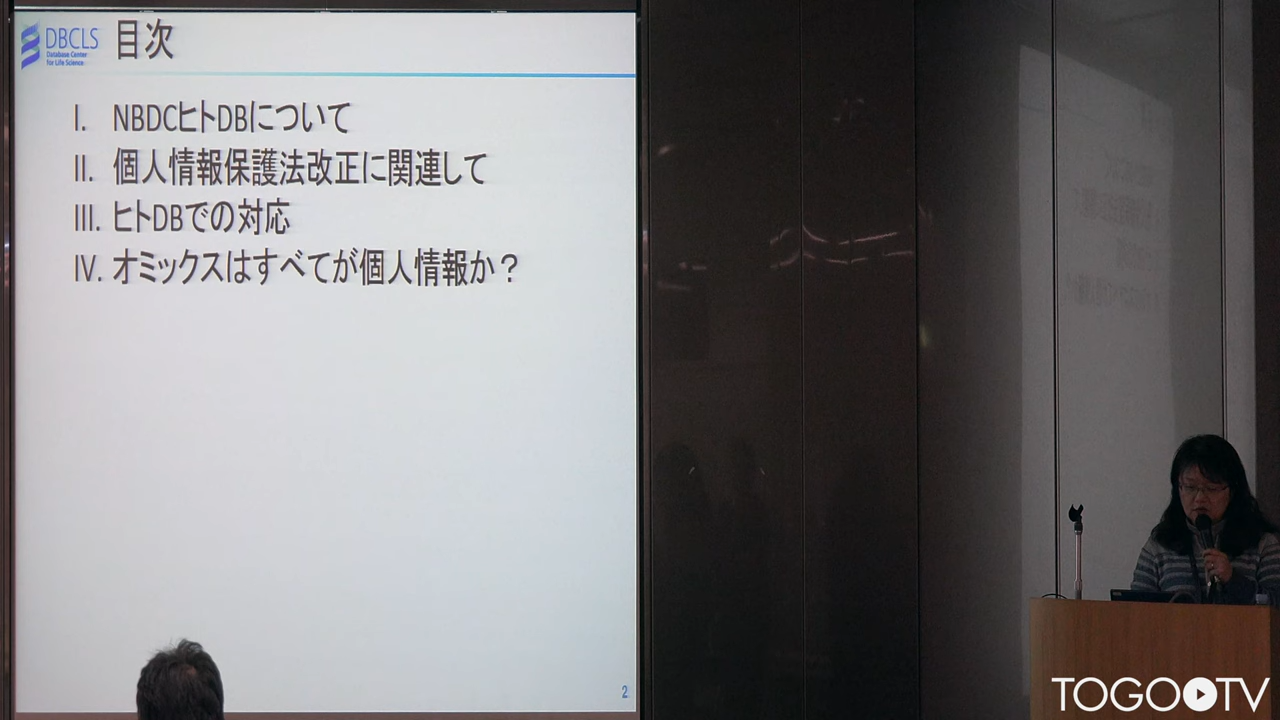 DBCLS
Database Center
for Life Science
目次
I. NBDCヒトDBについて
II. 個人情報保護法改正に関連して
III. ヒトDBでの対応
IV. オミックスはすべてが個人情報か？
2
TOGOTV